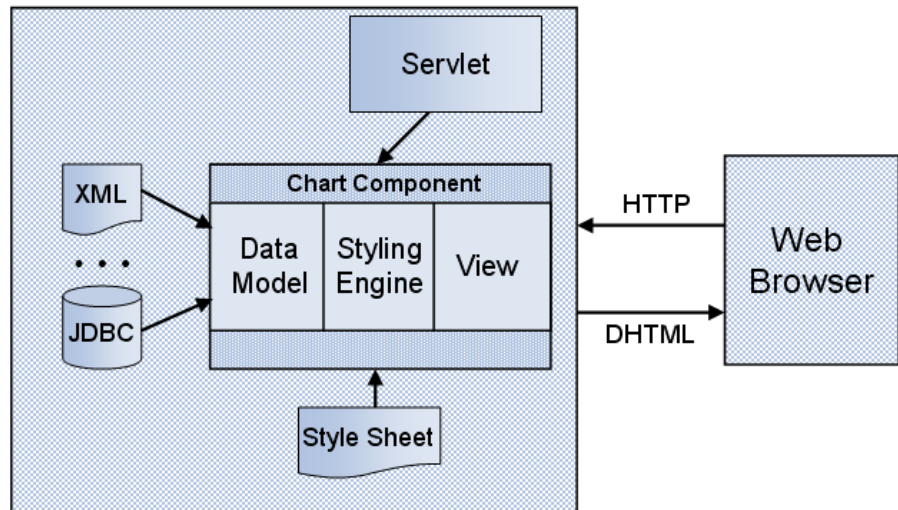 Servlet
Chart Component
XML
Data
Model
Styling
Engine
View
. . .
JDBC
Style Sheet
HTTP
DHTML
Web
Browser